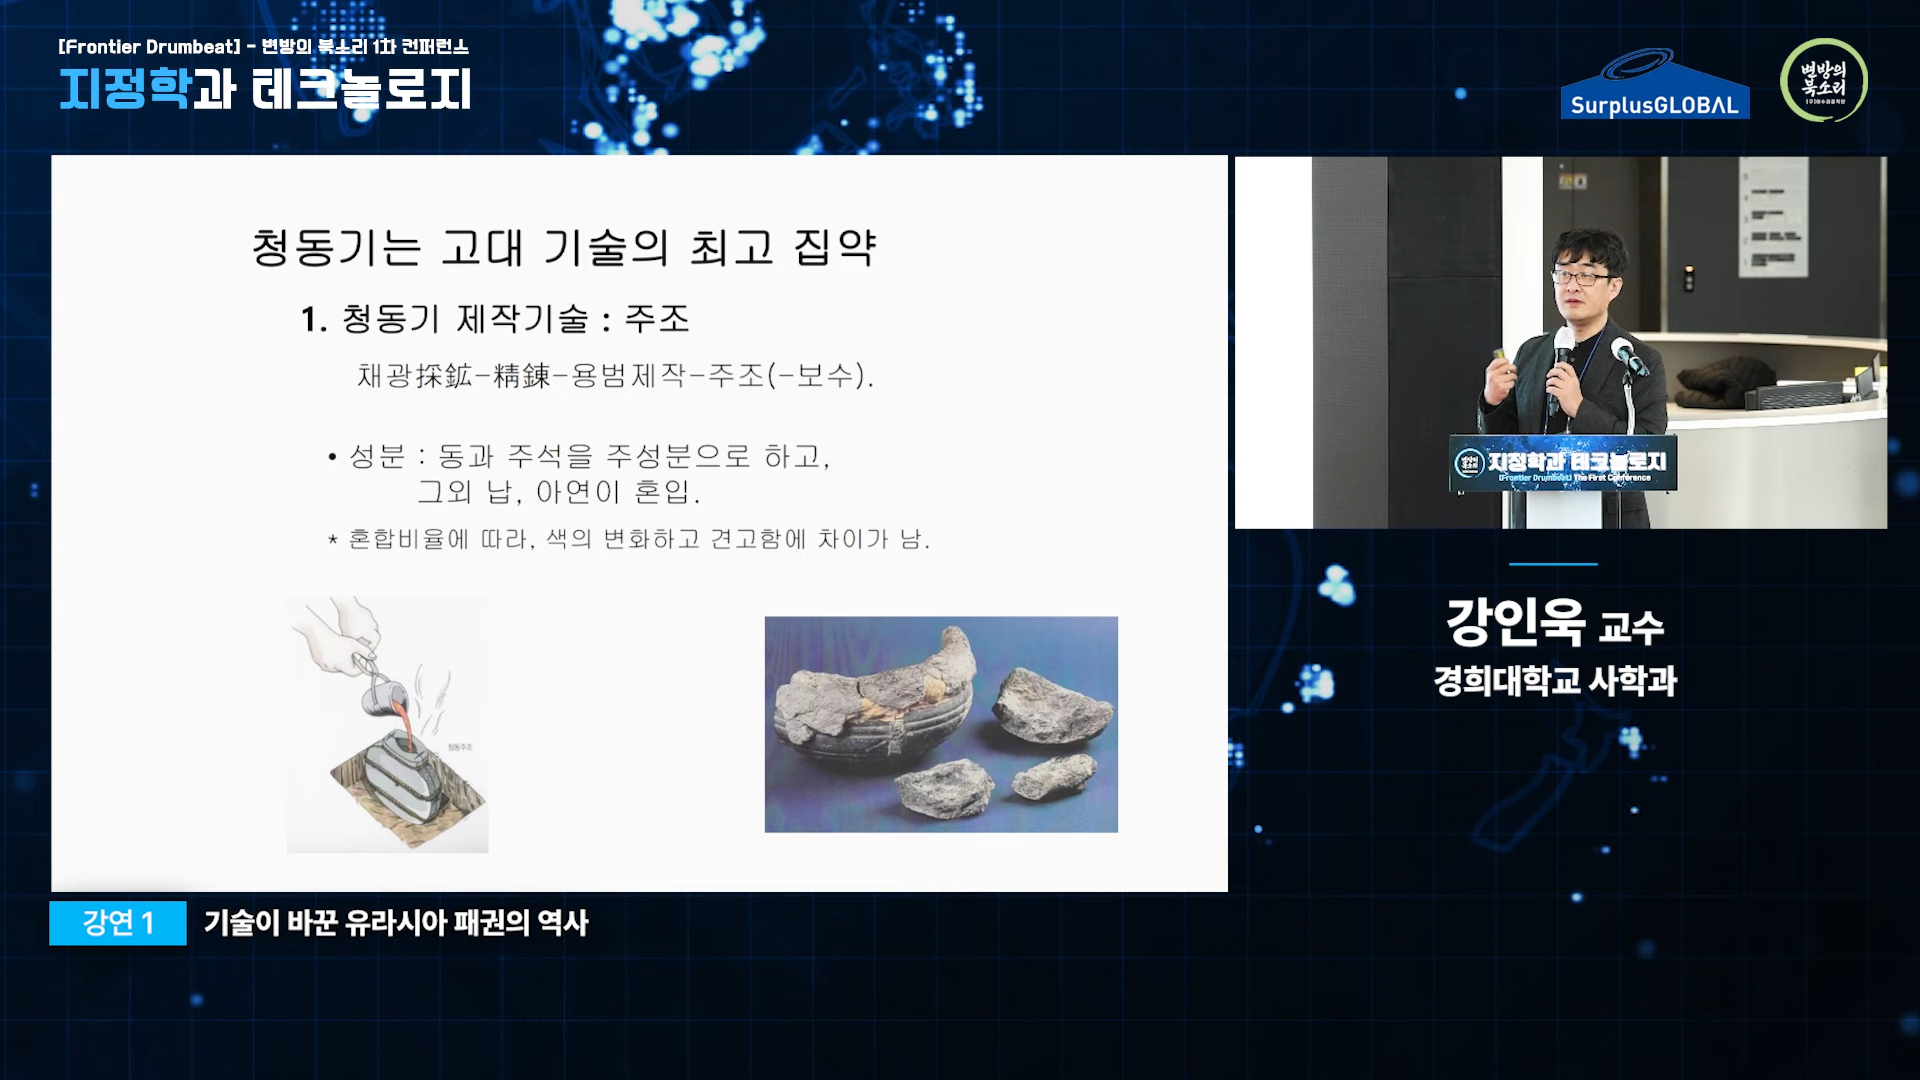 [Frontier Drumbeat] - 변방의 북소리 1차 컨퍼런스
지정학과 테크놀로지
SurplusGLOBAL
변방의
북소리
청동기는 고대 기술의 최고 집약
1. 청동기 제작기술 : 주조
채광採鉱-精鍊-용범제작-주조(-보수).
• 성분 : 동과 주석을 주성분으로 하고,
그외 납, 아연이 혼입.
* 혼합비율에 따라, 색의 변화하고 견고함에 차이가 남.
청동주조
변방의
북소리
지정학과 테크놀로지
[Frontier Drumbeat] The First Conference
강인욱 교수
경희대학교 사학과
강연 1
기술이 바꾼 유라시아 패권의 역사